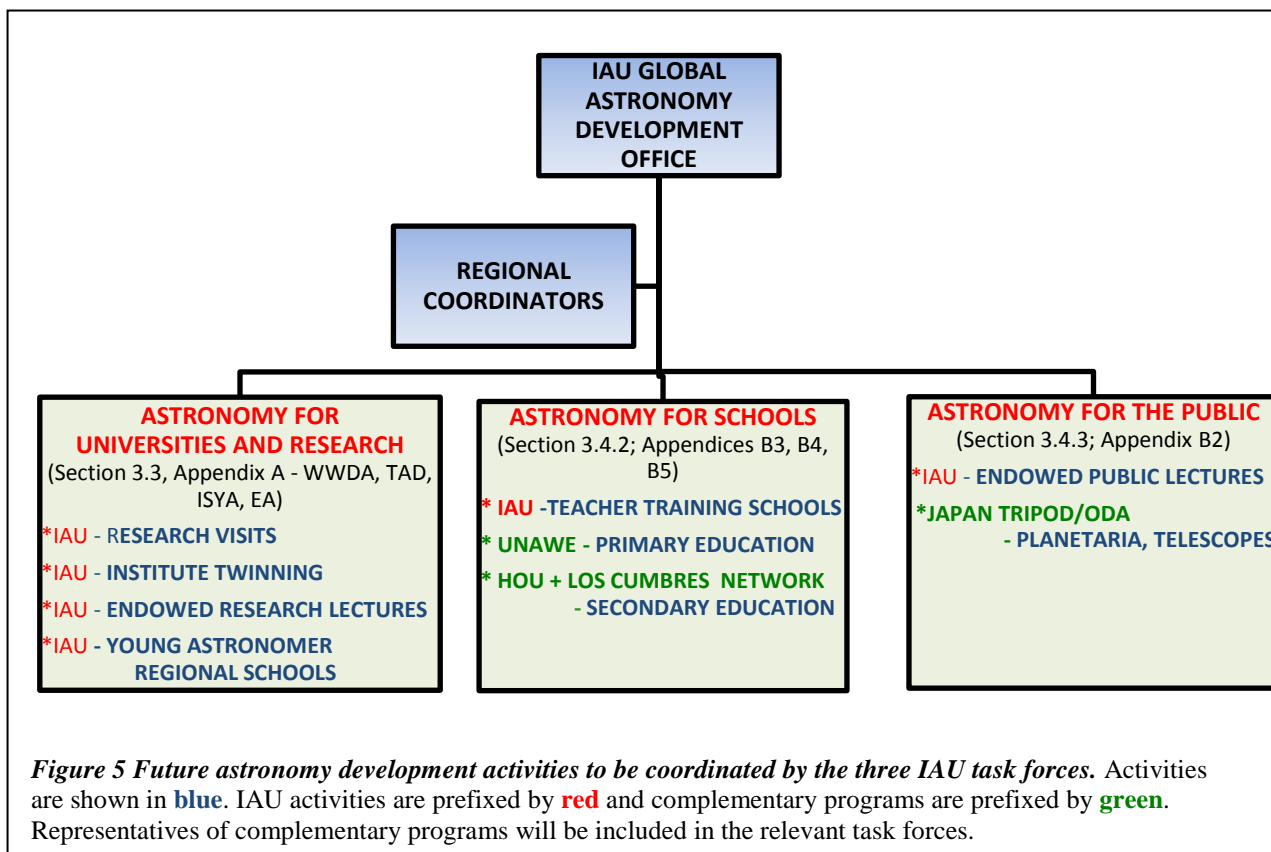 IAU GLOBAL
ASTRONOMY
DEVELOPMENT
OFFICE
REGIONAL
COORDINATORS
ASTRONOMY FOR
UNIVERSITIES AND RESEARCH
(Section 3.3, Appendix A - WWDA, TAD,
ISYA, EA)
*IAU - RESEARCH VISITS
*IAU - INSTITUTE TWINNING
*IAU - ENDOWED RESEARCH LECTURES
*IAU - YOUNG ASTRONOMER
REGIONAL SCHOOLS
ASTRONOMY FOR SCHOOLS
(Section 3.4.2; Appendices B3, B4,
B5)
* IAU -TEACHER TRAINING SCHOOLS
* UNAWE - PRIMARY EDUCATION
* HOU + LOS CUMBRES NETWORK
- SECONDARY EDUCATION
ASTRONOMY FOR THE PUBLIC
(Section 3.4.3; Appendix B2)
*IAU - ENDOWED PUBLIC LECTURES
*JAPAN TRIPOD/ODA
- PLANETARIA, TELESCOPES
Figure 5 Future astronomy development activities to be coordinated by the three IAU task forces. Activities
are shown in blue. IAU activities are prefixed by red and complementary programs are prefixed by green.
Representatives of complementary programs will be included in the relevant task forces.